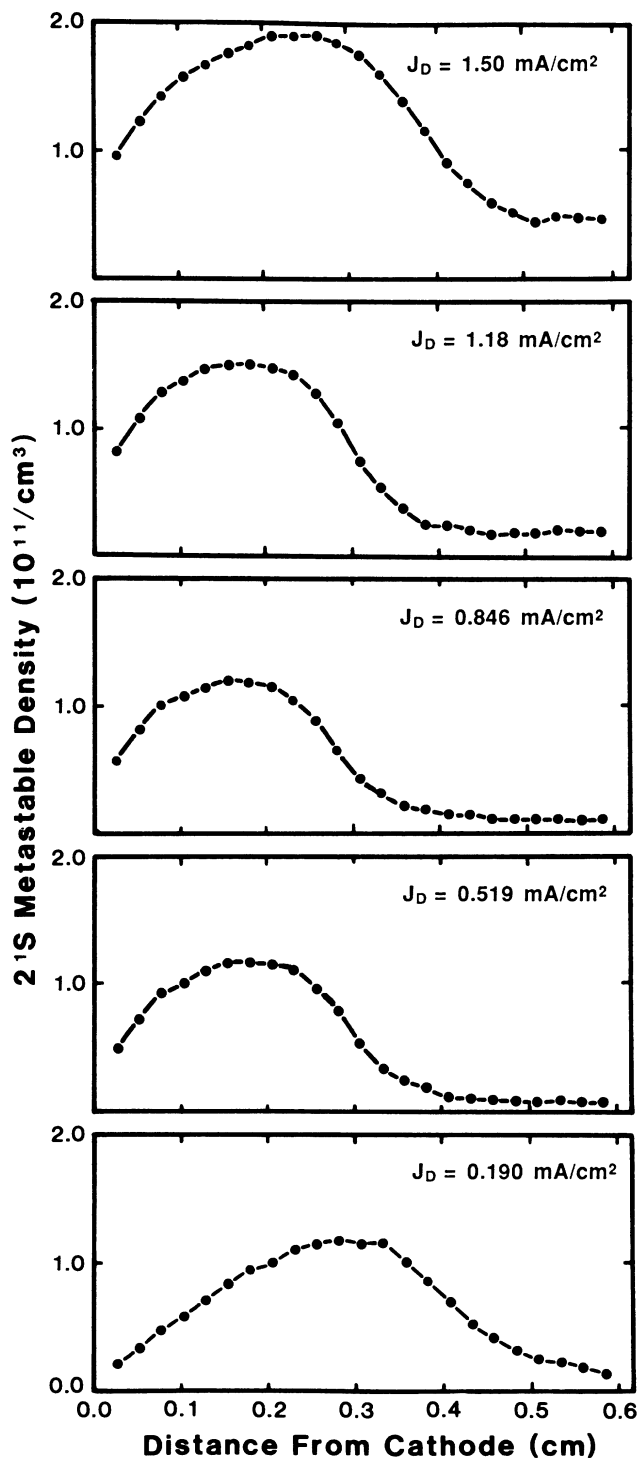 2.0
J_D = 1.50 mA/cm²
1.0
2.0
J_D = 1.18 mA/cm²
1.0
2.0
J_D = 0.846 mA/cm²
1.0
2.0
J_D = 0.519 mA/cm²
1.0
2.0
J_D = 0.190 mA/cm²
1.0
0.0
0.0 0.1 0.2 0.3 0.4 0.5 0.6
Distance From Cathode (cm)
2¹S Metastable Density (10¹¹/cm³)